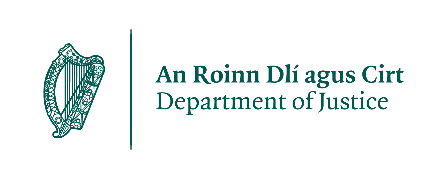 An Roinn Dlí agus Cirt
Department of Justice